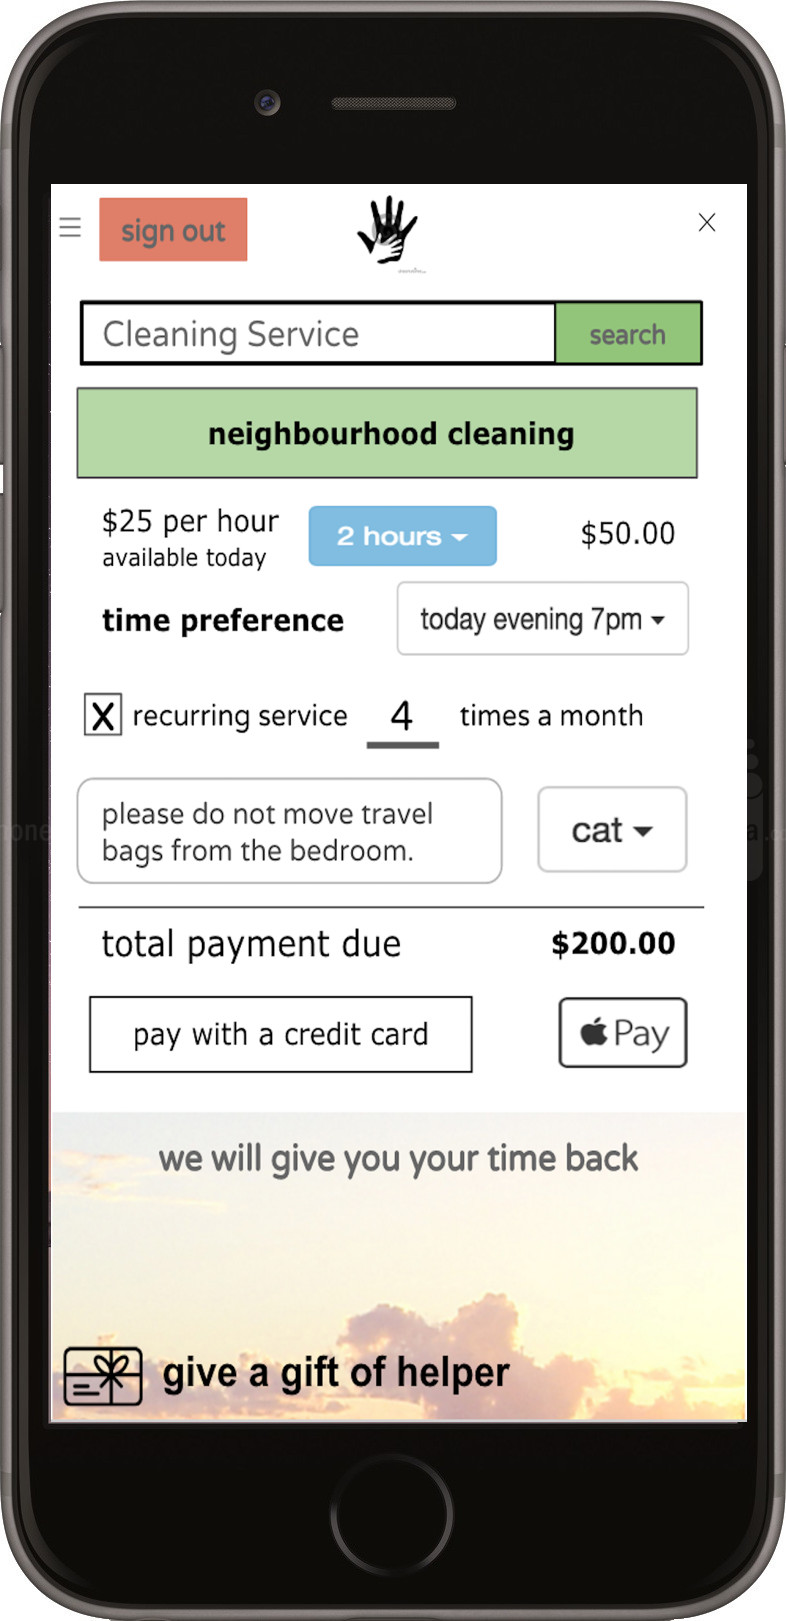 sign out
Cleaning Service
search
neighbourhood cleaning
$25 per hour
2 hours
$50.00
available today
time preference
today evening 7pm
X recurring service 4 times a month
please do not move travel
bags from the bedroom.
cat
total payment due
$200.00
pay with a credit card
Pay
we will give you your time back
give a gift of helper